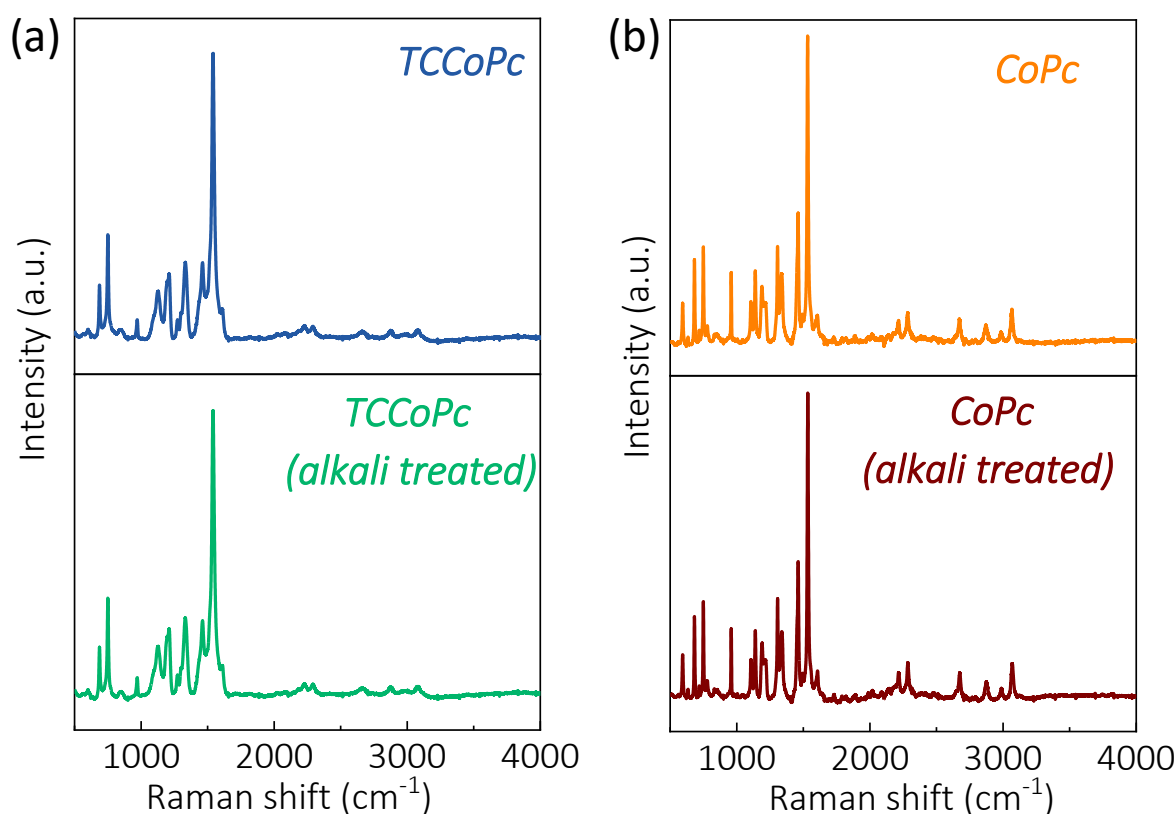 (a)
TCCoPc
TCCoPc
(alkali treated)
Intensity (a.u.)
1000 2000 3000 4000
Raman shift (cm⁻¹)
(b)
CoPc
CoPc
(alkali treated)
Intensity (a.u.)
1000 2000 3000 4000
Raman shift (cm⁻¹)